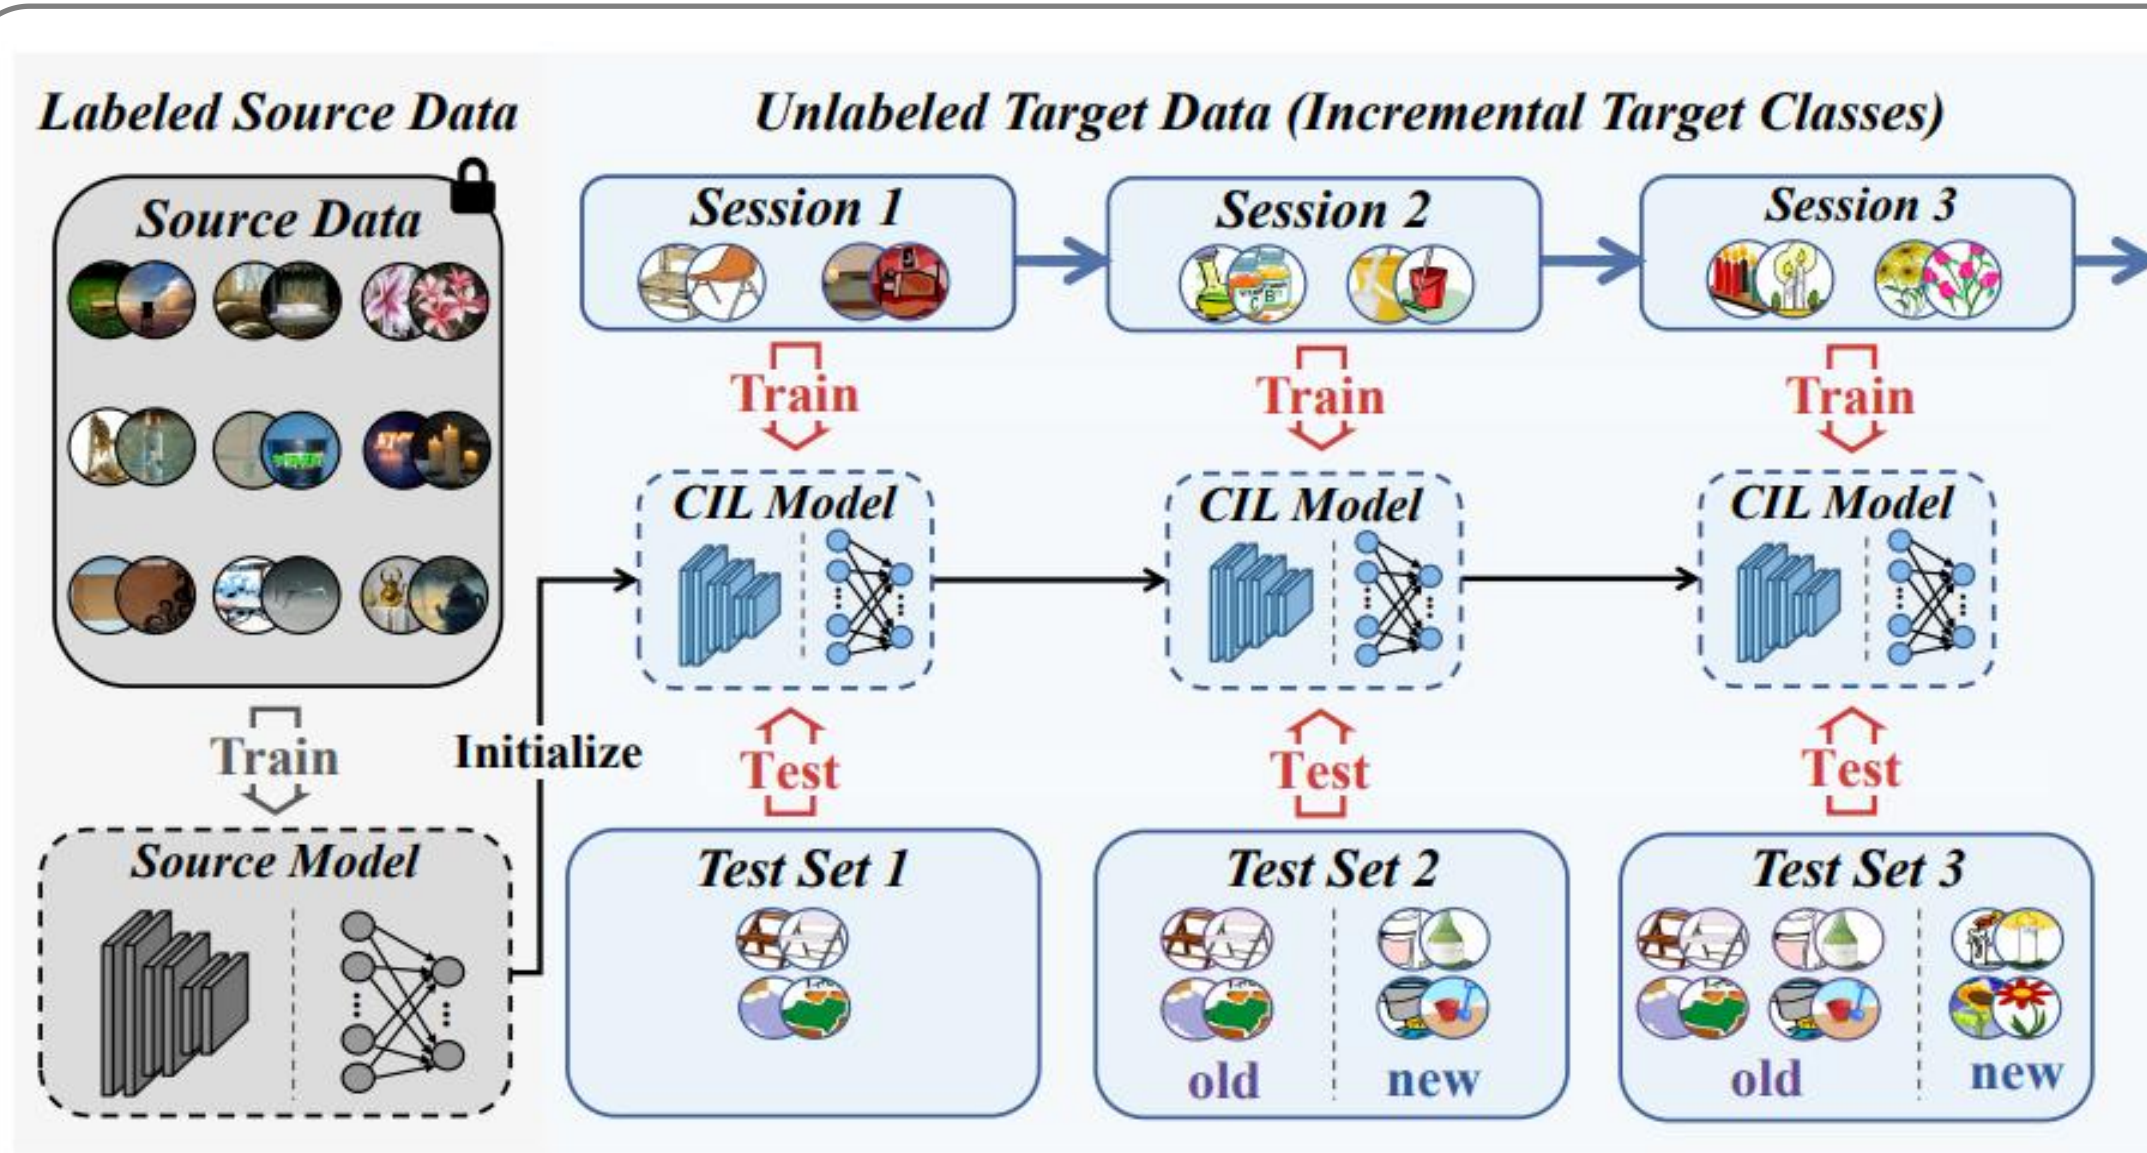 Labeled Source Data
Unlabeled Target Data (Incremental Target Classes)
Source Data
Session 1
Session 2
Session 3
Train
Train
Train
CIL Model
CIL Model
CIL Model
Train
Initialize
Test
Test
Test
Source Model
Test Set 1
Test Set 2
Test Set 3
old
new
old
new